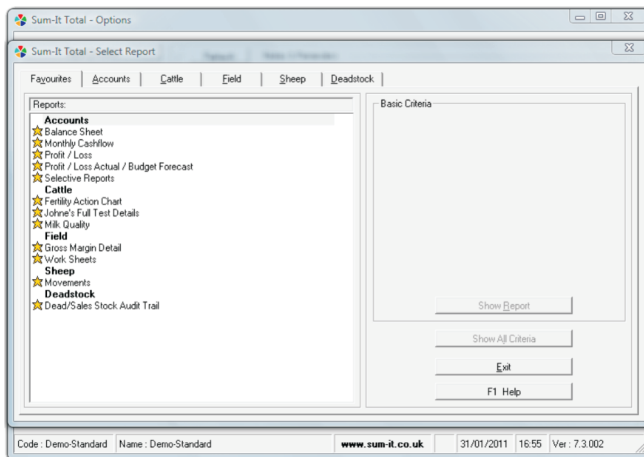 Sum-It Total - Options
Sum-It Total - Select Report
Favourites Accounts Cattle Field Sheep Deadstock
Reports:
Accounts
Balance Sheet
Monthly Cashflow
Profit / Loss
Profit / Loss Actual / Budget Forecast
Selective Reports
Cattle
Fertility Action Chart
Johne's Full Test Details
Milk Quality
Field
Gross Margin Detail
Work Sheets
Sheep
Movements
Deadstock
Dead/Sales Stock Audit Trail
Basic Criteria
Show Report
Show All Criteria
Exit
F1 Help
Code : Demo-Standard Name : Demo-Standard www.sum-it.co.uk 31/01/2011 16:55 Ver : 7.3.002